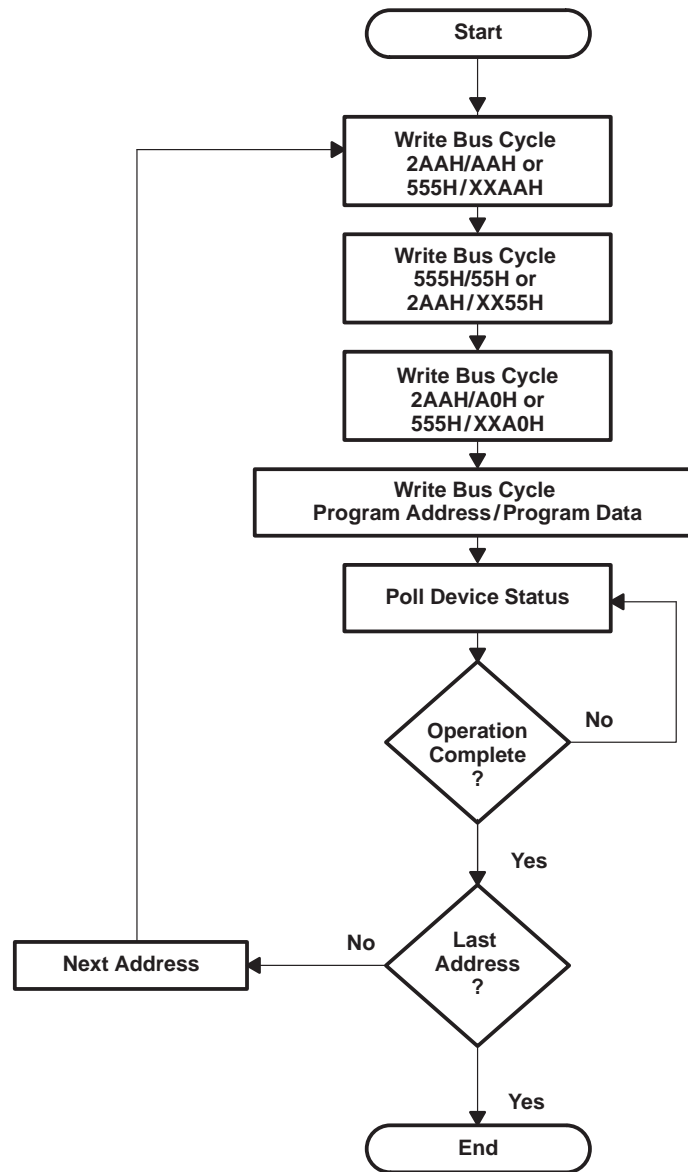 Start
Write Bus Cycle
2AAH/AAH or
555H/XXAAH
Write Bus Cycle
555H/55H or
2AAH/XX55H
Write Bus Cycle
2AAH/A0H or
555H/XXA0H
Write Bus Cycle
Program Address/Program Data
Poll Device Status
Operation
Complete
?
No
Yes
Last
Address
?
No
Next Address
Yes
End